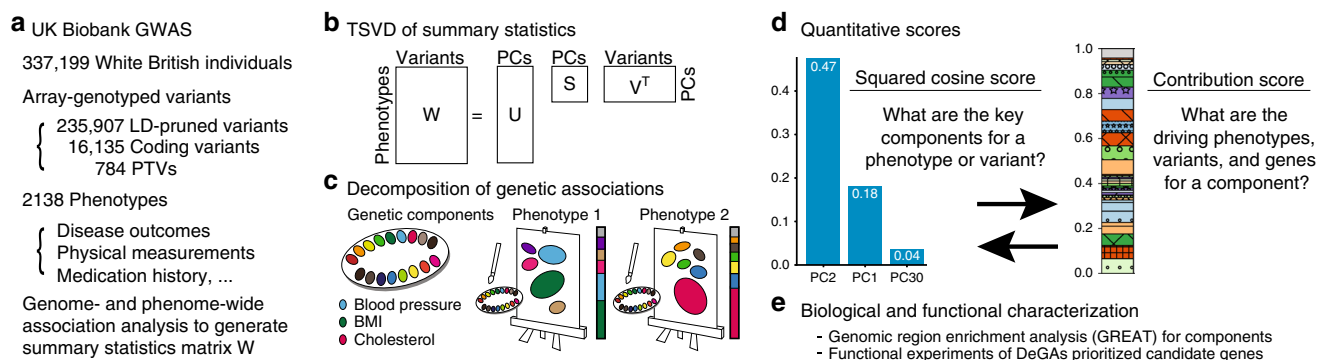 a UK Biobank GWAS
337,199 White British individuals
Array-genotyped variants
235,907 LD-pruned variants
16,135 Coding variants
784 PTVs
2138 Phenotypes
Disease outcomes
Physical measurements
Medication history, ...
Genome- and phenome-wide
association analysis to generate
summary statistics matrix W
b TSVD of summary statistics
Variants PCs PCs Variants
Phenotypes
W = U S V^T
PCs
c Decomposition of genetic associations
Genetic components Phenotype 1 Phenotype 2
Blood pressure
BMI
Cholesterol
d Quantitative scores
0.4
0.3
0.2
0.1
0.0
0.47
0.18
0.04
PC2 PC1 PC30
Squared cosine score
What are the key
components for a
phenotype or variant?
1.0
0.8
0.6
0.4
0.2
0.0
Contribution score
What are the
driving phenotypes,
variants, and genes
for a component?
e Biological and functional characterization
- Genomic region enrichment analysis (GREAT) for components
- Functional experiments of DeGAs prioritized candidate genes